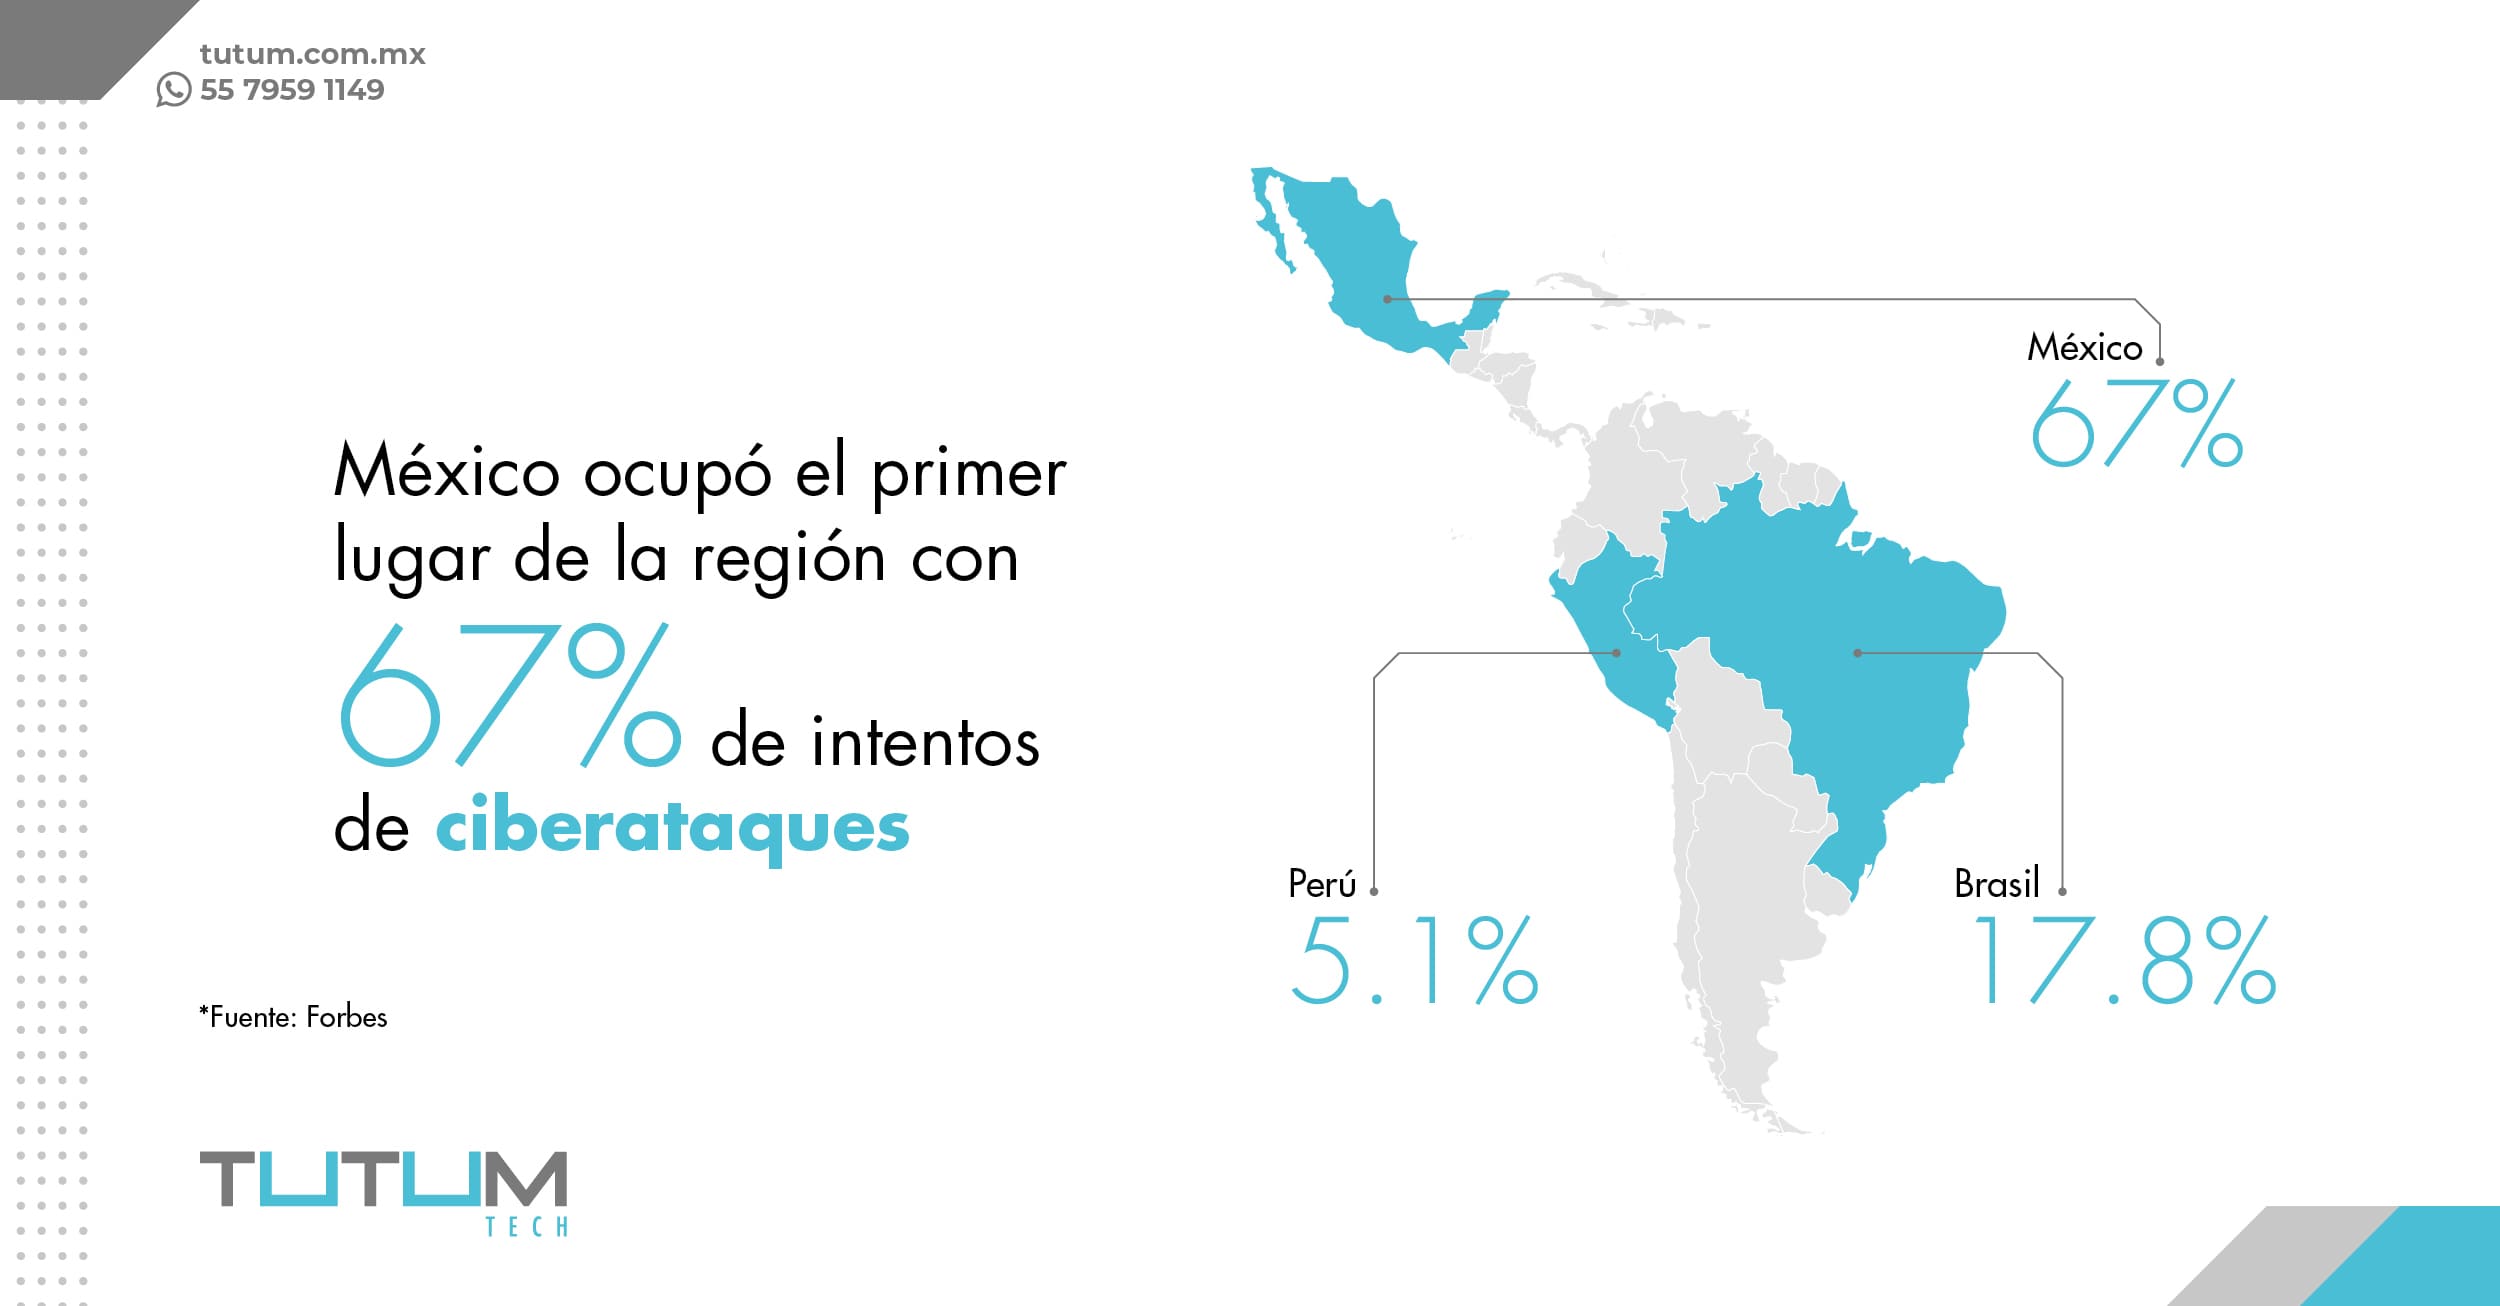 tutum.com.mx
55 7959 1149
México ocupó el primer
lugar de la región con
67% de intentos
de ciberataques
*Fuente: Forbes
TUTUM
TECH
México
67%
Perú
5.1%
Brasil
17.8%